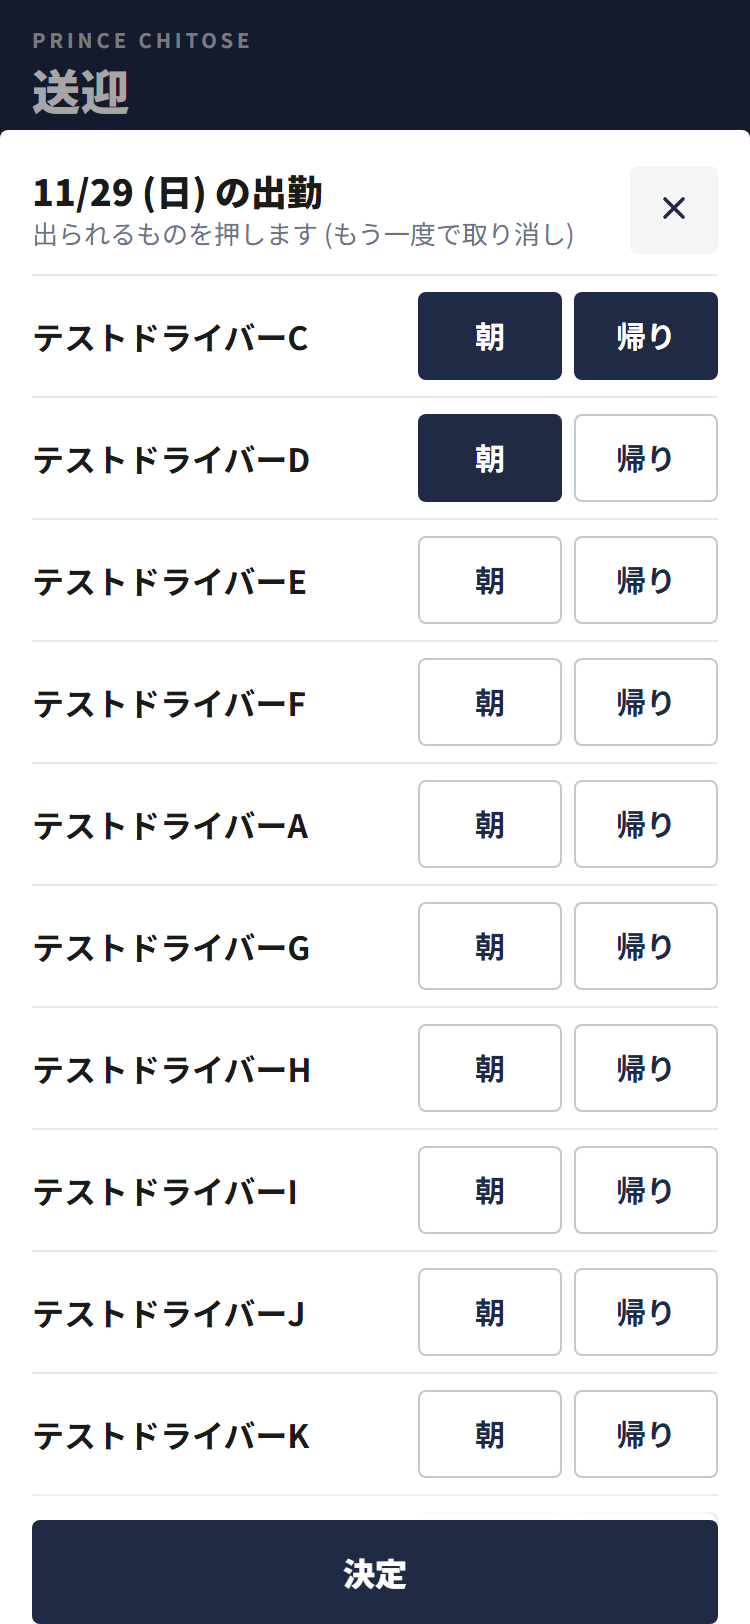 PRINCE CHITOSE
送迎
11/29 (日) の出勤
出られるものを押します (もう一度で取り消し)
テストドライバーC 朝 帰り
テストドライバーD 朝 帰り
テストドライバーE 朝 帰り
テストドライバーF 朝 帰り
テストドライバーA 朝 帰り
テストドライバーG 朝 帰り
テストドライバーH 朝 帰り
テストドライバーI 朝 帰り
テストドライバーJ 朝 帰り
テストドライバーK 朝 帰り
決定